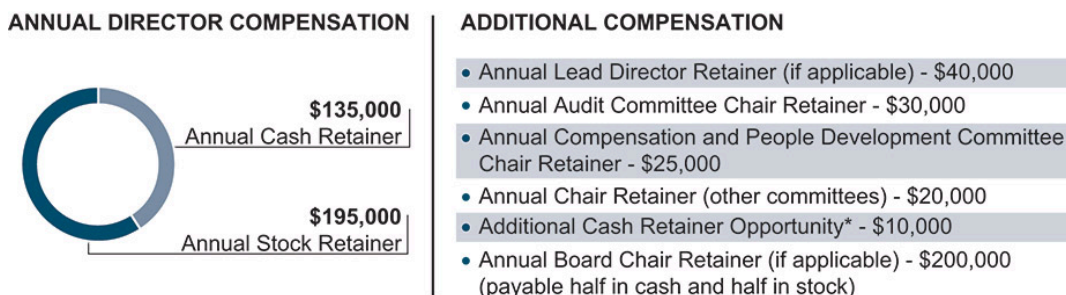 ANNUAL DIRECTOR COMPENSATION
$135,000
Annual Cash Retainer
$195,000
Annual Stock Retainer
ADDITIONAL COMPENSATION
• Annual Lead Director Retainer (if applicable) - $40,000
• Annual Audit Committee Chair Retainer - $30,000
• Annual Compensation and People Development Committee
Chair Retainer - $25,000
• Annual Chair Retainer (other committees) - $20,000
• Additional Cash Retainer Opportunity* - $10,000
• Annual Board Chair Retainer (if applicable) - $200,000
(payable half in cash and half in stock)